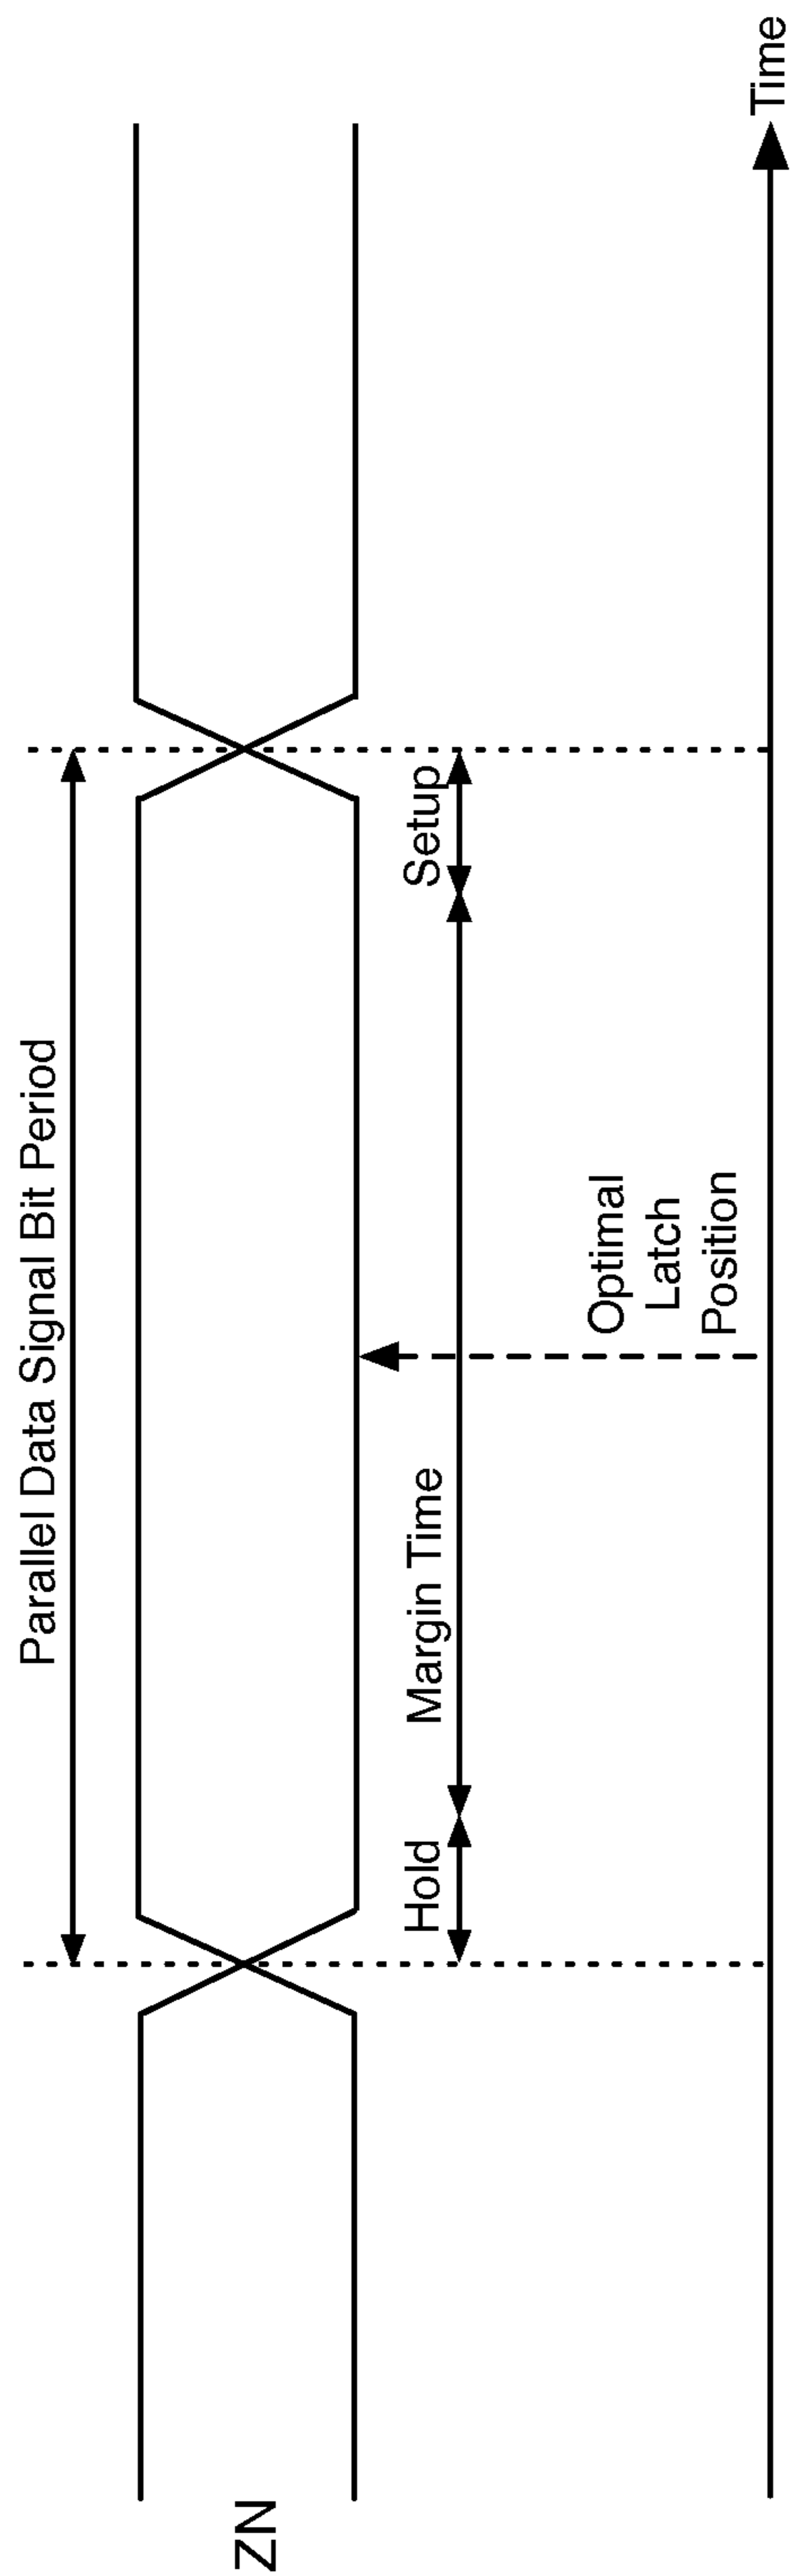 Parallel Data Signal Bit Period
ZN
Hold
Margin Time
Setup
Optimal
Latch
Position
Time